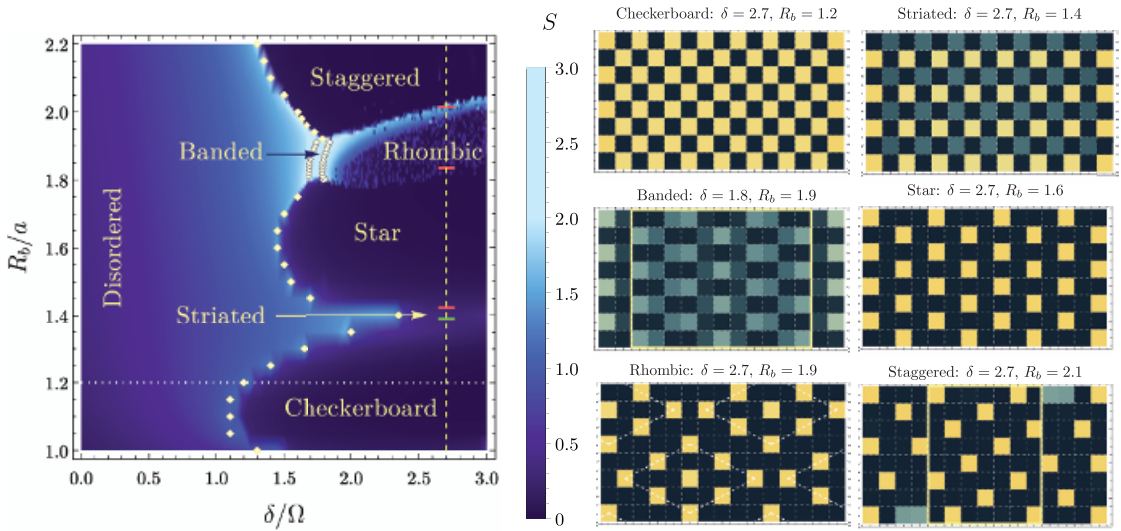 S
2.2
2.0
1.8
1.6
1.4
1.2
1.0
R_b/a
Disordered
Staggered
Banded
Rhombic
Star
Striated
Checkerboard
0.0
0.5
1.0
1.5
2.0
2.5
3.0
δ/Ω
3.0
2.5
2.0
1.5
1.0
0.5
0
Checkerboard: δ = 2.7, R_b = 1.2
Striated: δ = 2.7, R_b = 1.4
Banded: δ = 1.8, R_b = 1.9
Star: δ = 2.7, R_b = 1.6
Rhombic: δ = 2.7, R_b = 1.9
Staggered: δ = 2.7, R_b = 2.1